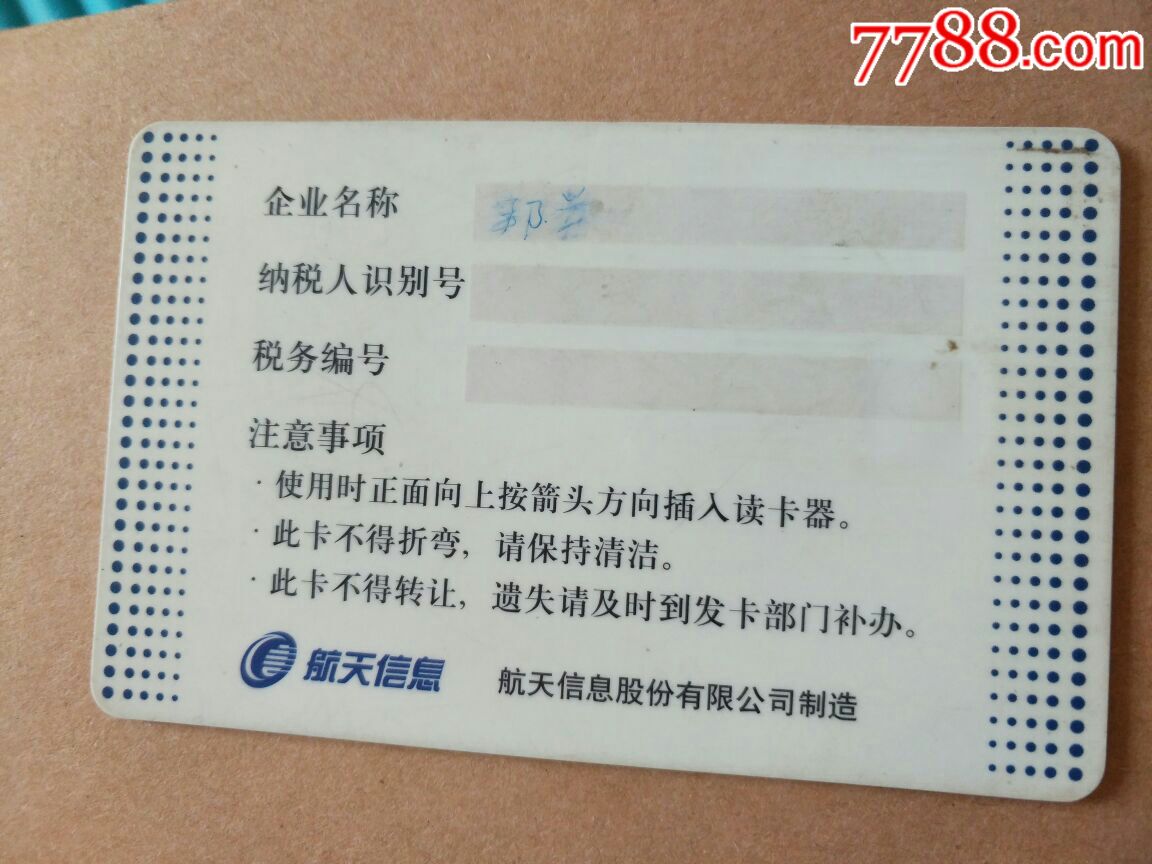 7788.com
企业名称
纳税人识别号
税务编号
注意事项
·使用时正面向上按箭头方向插入读卡器。
·此卡不得折弯，请保持清洁。
·此卡不得转让，遗失请及时到发卡部门补办。
航天信息 航天信息股份有限公司制造